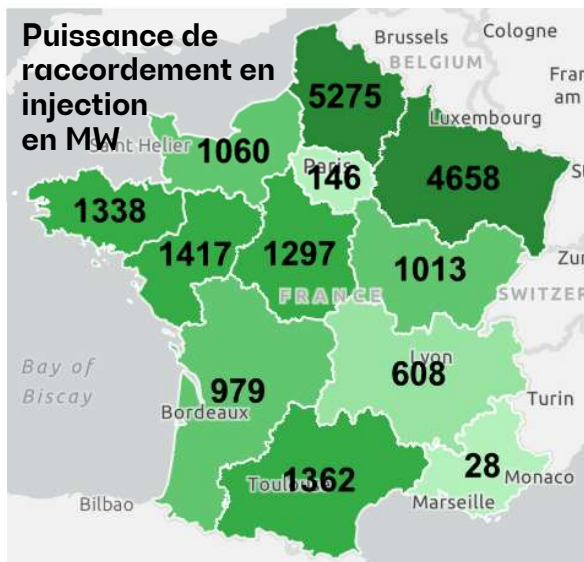 Puissance de
raccordement en
injection
en MW
Brussels
Cologne
BELGIUM
5275
Luxembourg
Saint Helier
1060
Paris
146
4658
1338
1417
1297
1013
FRANCE
SWITZER
Bay of
Biscay
979
Bordeaux
Lyon
608
Turin
Toulouse
1362
28
Monaco
Marseille
Bilbao
Fran
am
St
Zur